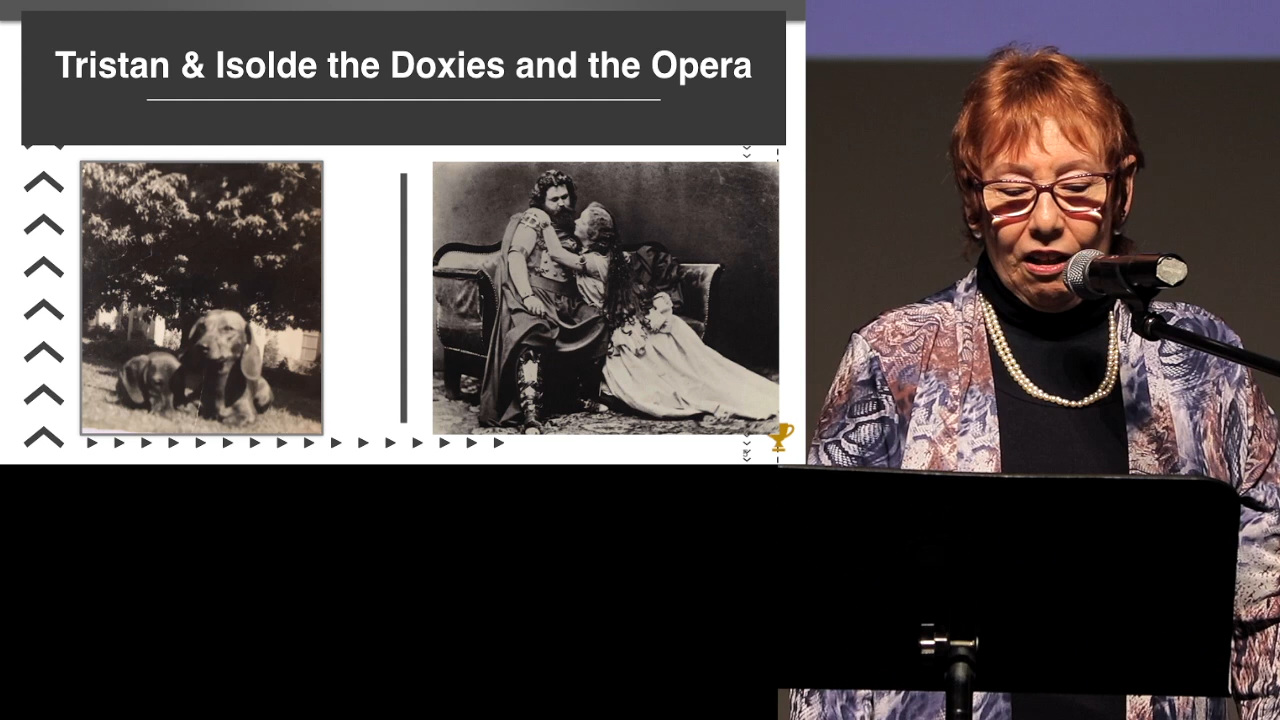 Tristan & Isolde the Doxies and the Opera